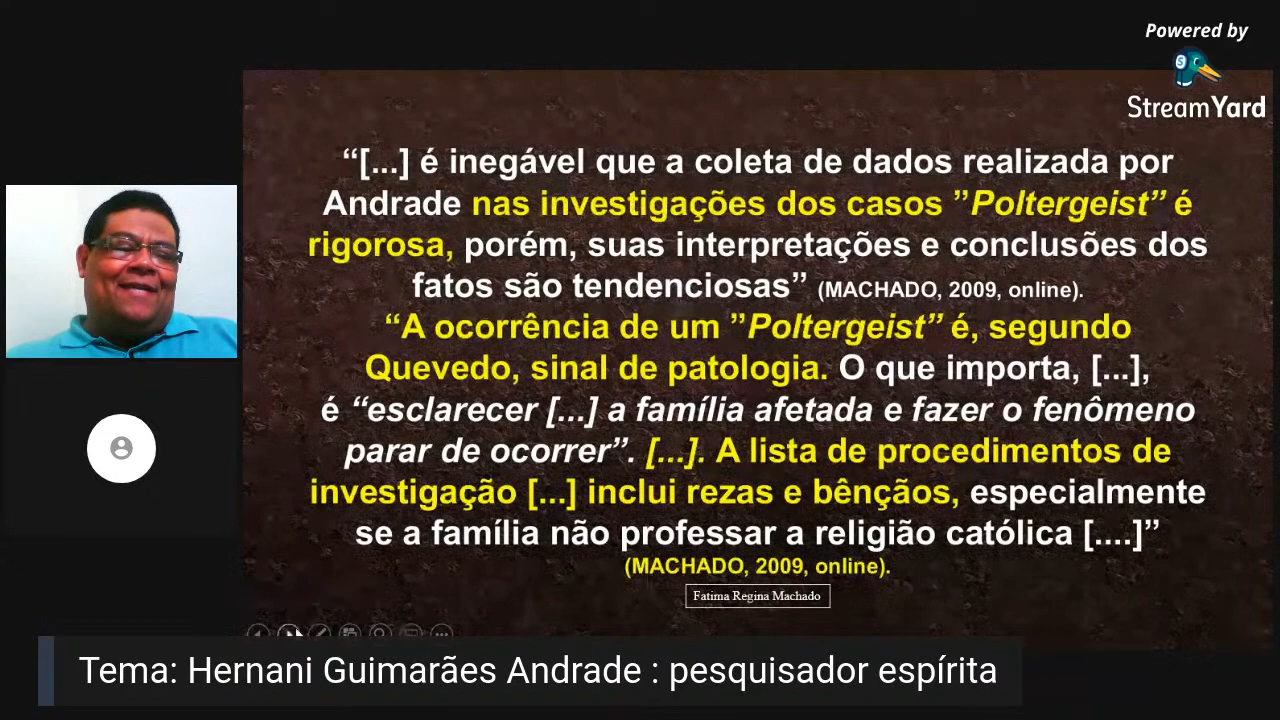 Powered by
StreamYard
“[...] é inegável que a coleta de dados realizada por
Andrade nas investigações dos casos ”Poltergeist” é
rigorosa, porém, suas interpretações e conclusões dos
fatos são tendenciosas” (MACHADO, 2009, online).
“A ocorrência de um ”Poltergeist” é, segundo
Quevedo, sinal de patologia. O que importa, [...],
é “esclarecer [...] a família afetada e fazer o fenômeno
parar de ocorrer”. [...]. A lista de procedimentos de
investigação [...] inclui rezas e bênçãos, especialmente
se a família não professar a religião católica [....]”
(MACHADO, 2009, online).
Fatima Regina Machado
Tema: Hernani Guimarães Andrade : pesquisador espírita